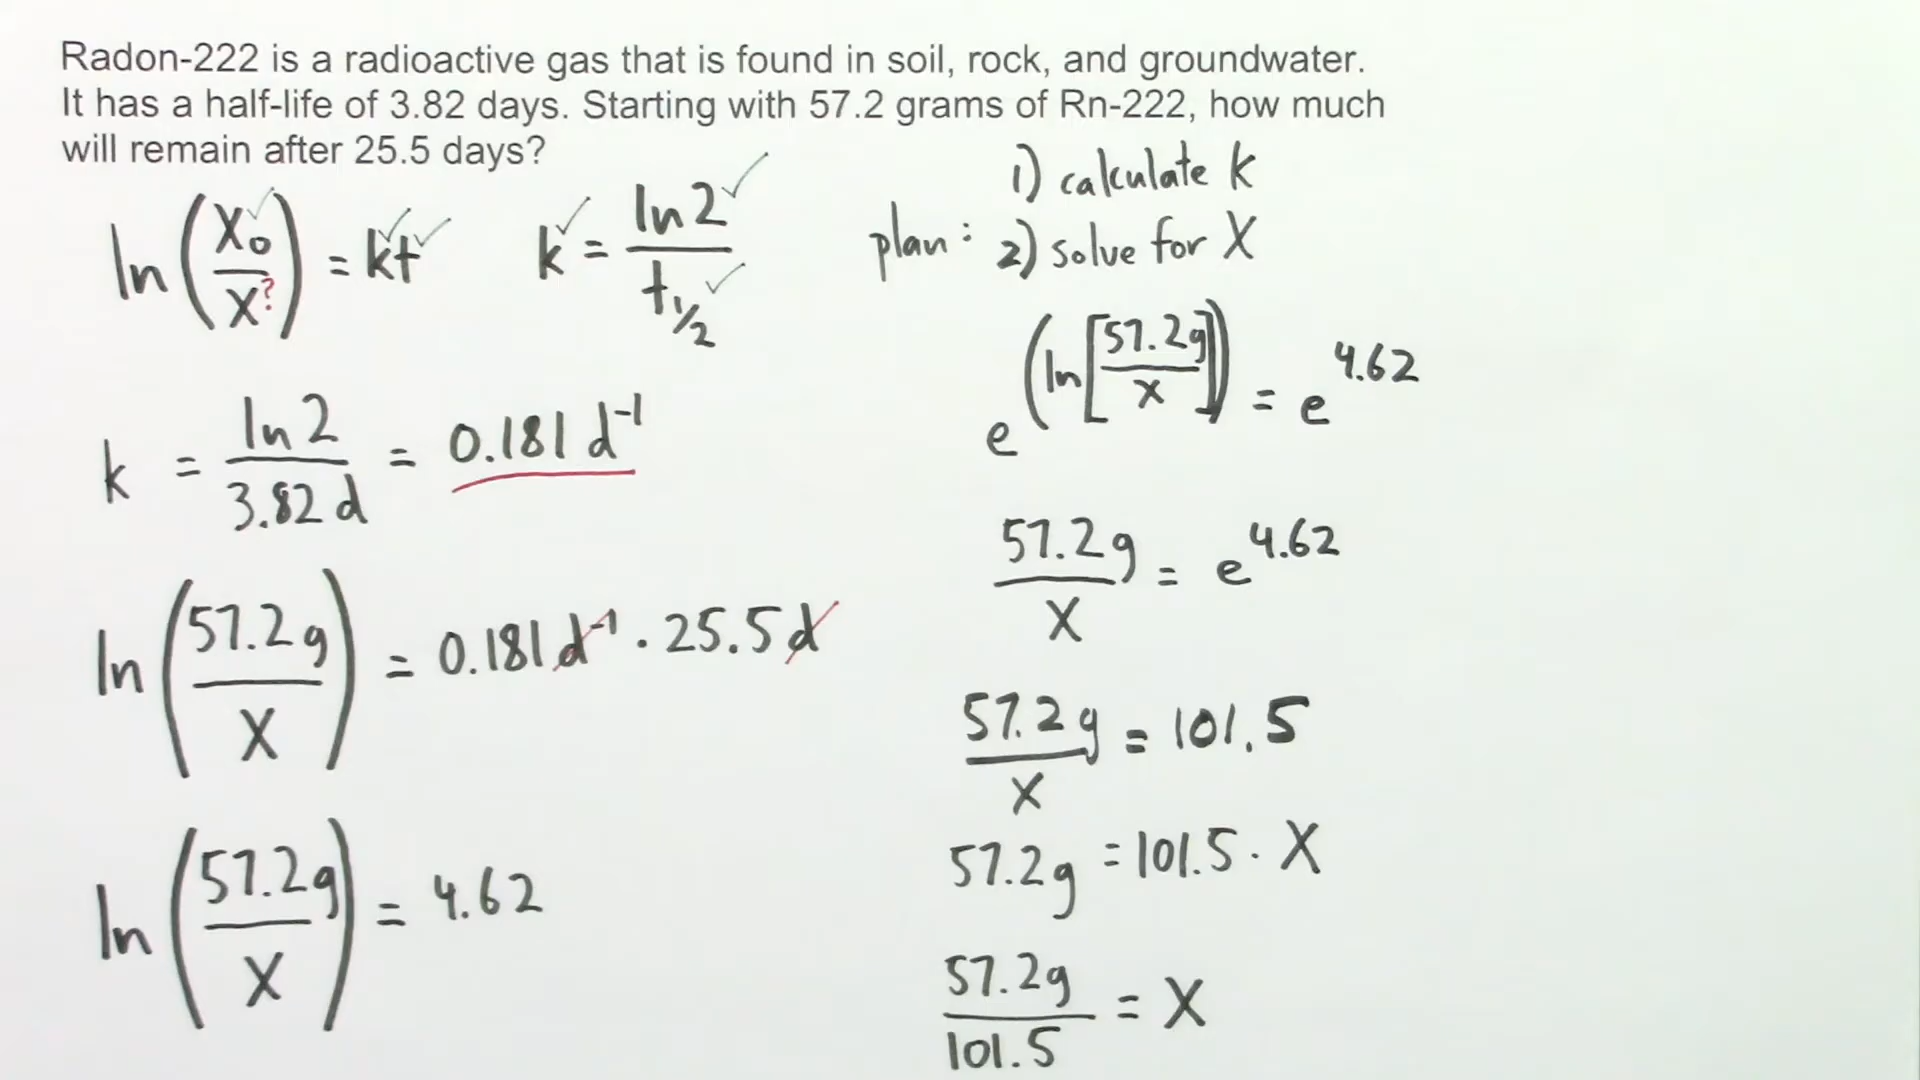 Radon-222 is a radioactive gas that is found in soil, rock, and groundwater.
It has a half-life of 3.82 days. Starting with 57.2 grams of Rn-222, how much
will remain after 25.5 days?
ln(X₀/X?) = kt
k = ln2/t½
plan:
1) calculate k
2) solve for X
k = ln2/3.82d = 0.181 d⁻¹
ln(57.2g/X) = 0.181 d⁻¹ · 25.5 d
ln(57.2g/X) = 4.62
e^(ln[57.2g/X]) = e^4.62
57.2g/X = e^4.62
57.2g/X = 101.5
57.2g = 101.5 · X
57.2g/101.5 = X